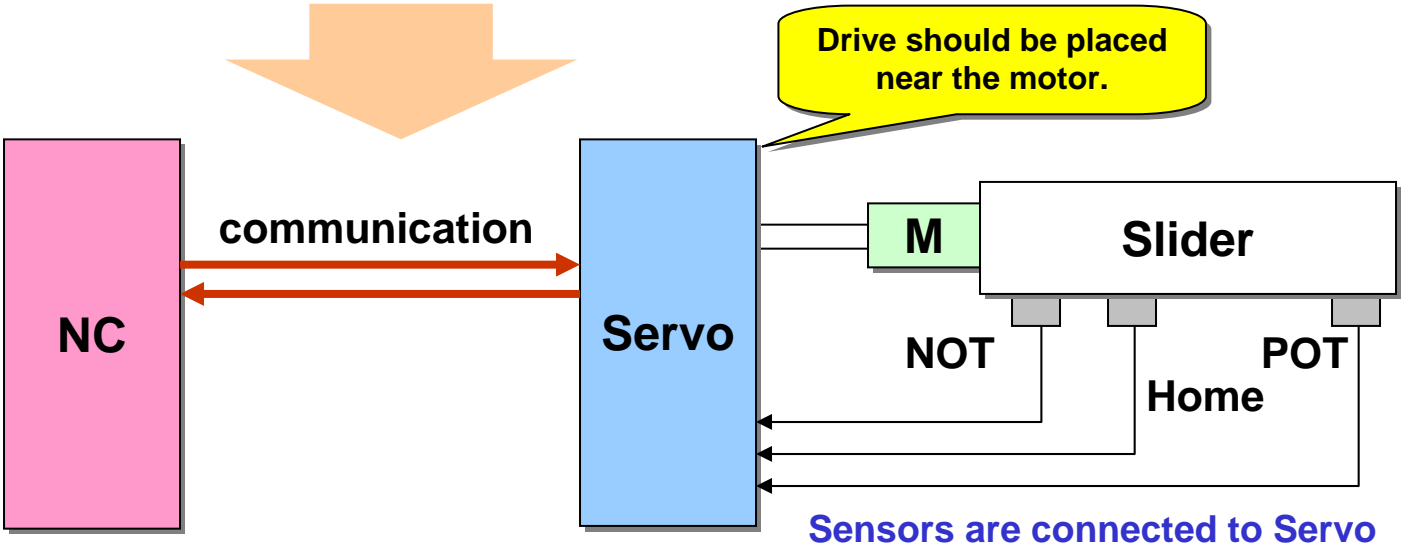 Drive should be placed
near the motor.
communication
NC
Servo
M
Slider
NOT
POT
Home
Sensors are connected to Servo